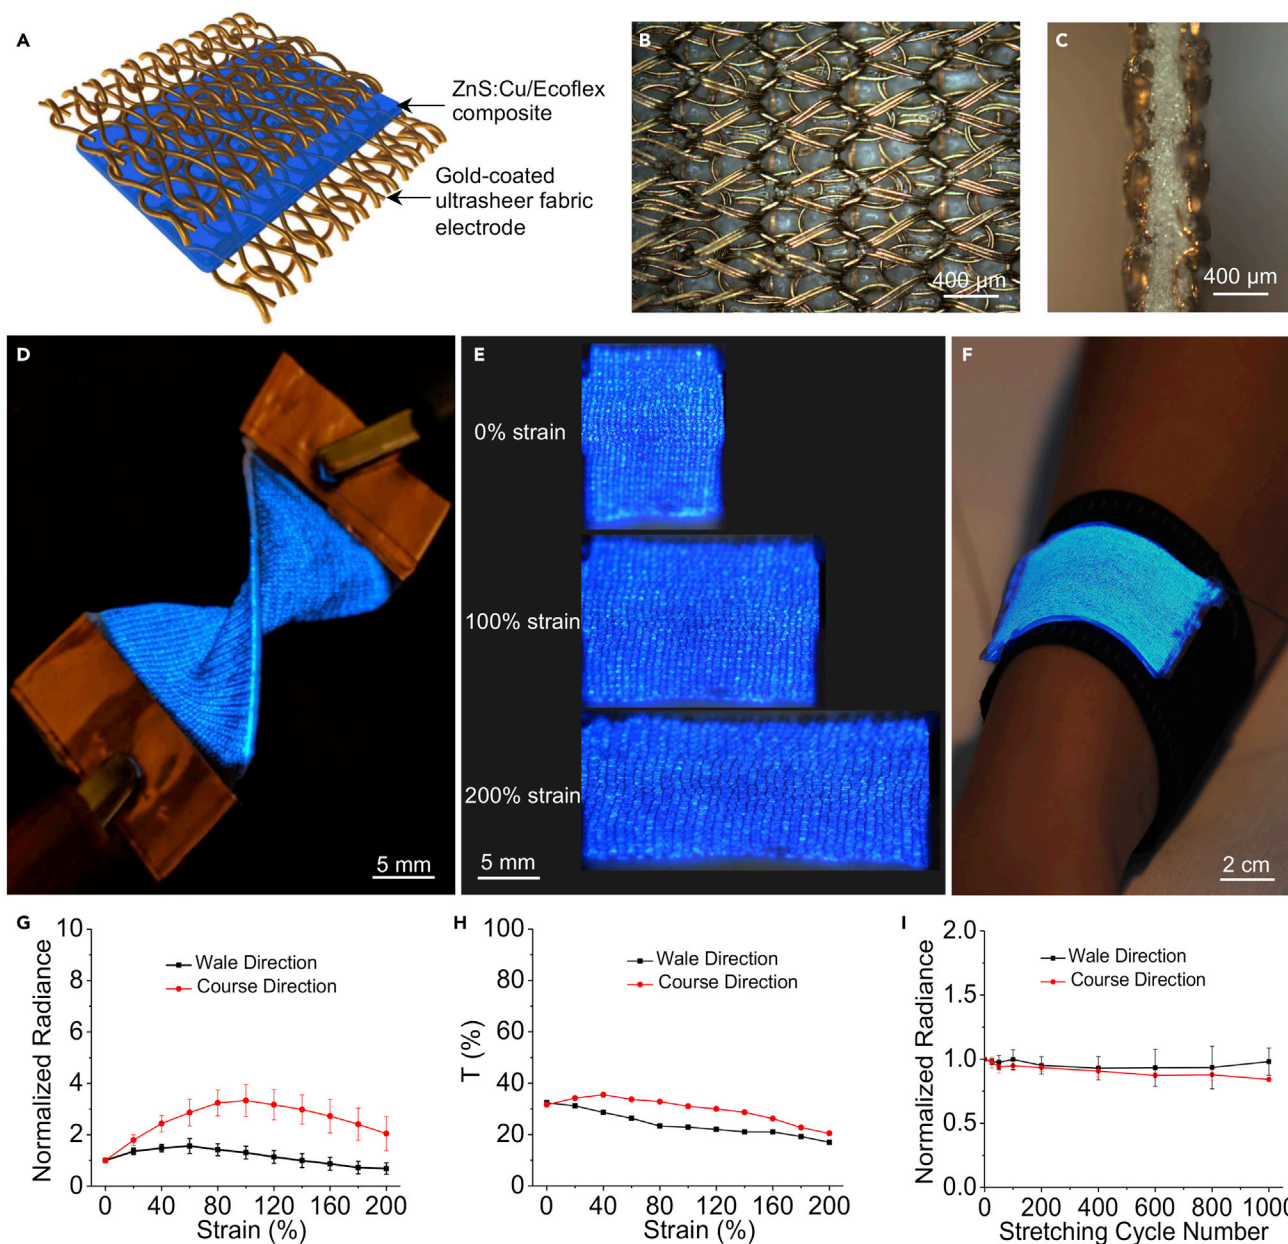 A
ZnS:Cu/Ecoflex
composite
Gold-coated
ultrasheer fabric
electrode
B
400 µm
C
400 µm
D
5 mm
E
0% strain
100% strain
200% strain
5 mm
F
2 cm
G
Normalized Radiance
10
8
6
4
2
0
Wale Direction
Course Direction
0 40 80 120 160 200
Strain (%)
H
T (%)
100
80
60
40
20
0
Wale Direction
Course Direction
0 40 80 120 160 200
Strain (%)
I
Normalized Radiance
2.0
1.5
1.0
0.5
0.0
Wale Direction
Course Direction
0 200 400 600 800 1000
Stretching Cycle Number